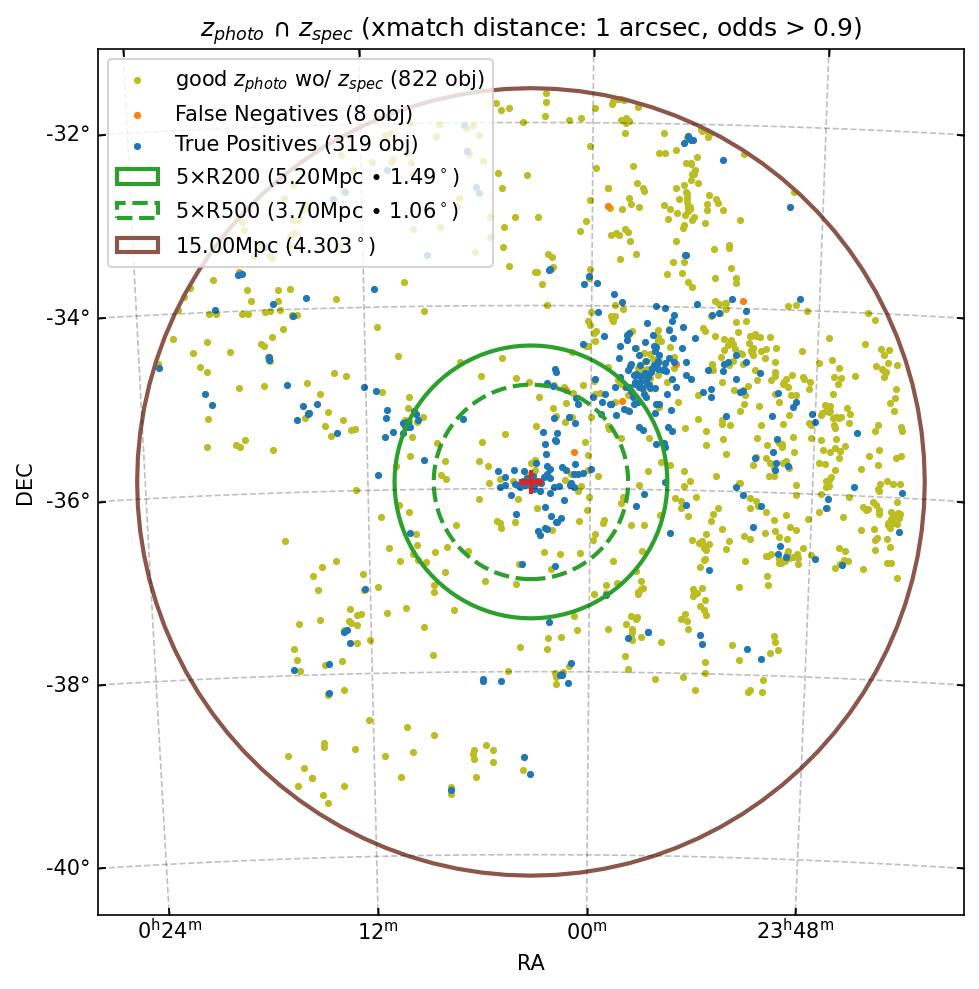 z_photo ∩ z_spec (xmatch distance: 1 arcsec, odds > 0.9)
good z_photo wo/ z_spec (822 obj)
False Negatives (8 obj)
True Positives (319 obj)
5×R200 (5.20Mpc • 1.49°)
5×R500 (3.70Mpc • 1.06°)
15.00Mpc (4.303°)
-32°
-34°
-36°
-38°
-40°
DEC
0ʰ24ᵐ 12ᵐ 00ᵐ 23ʰ48ᵐ
RA